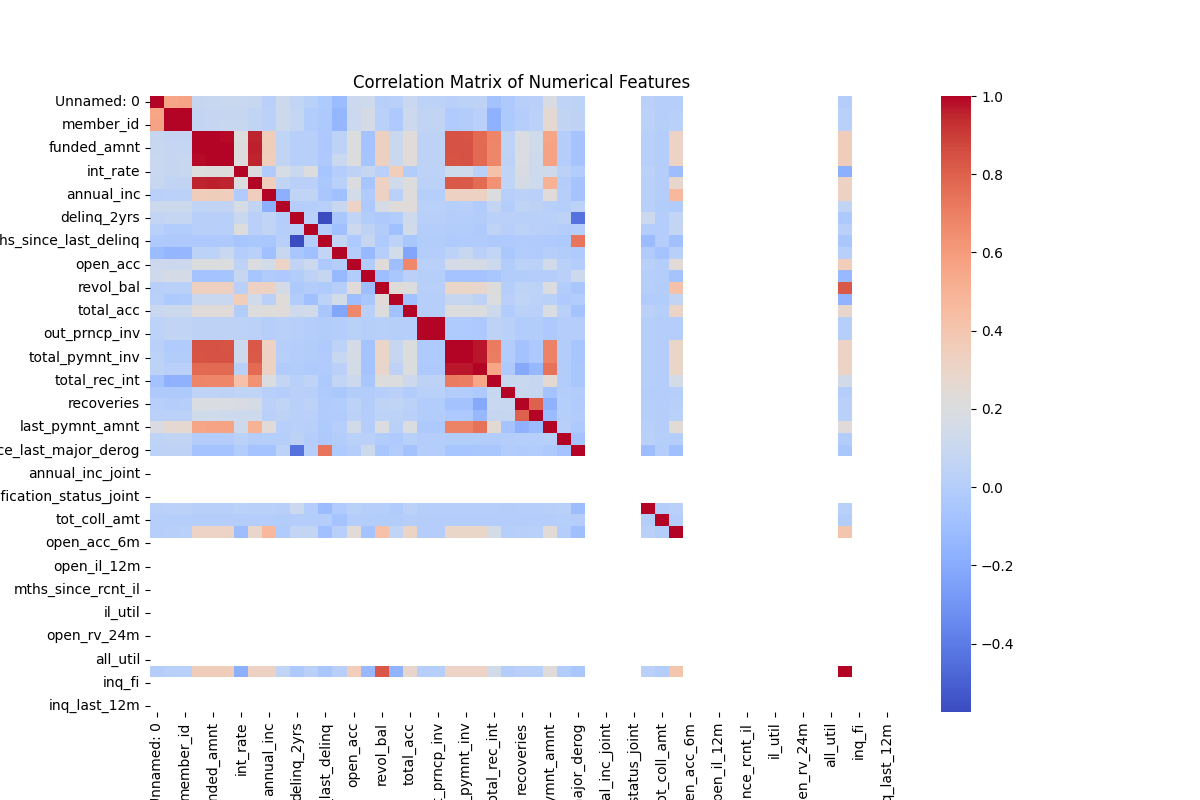 Correlation Matrix of Numerical Features
Unnamed: 0
member_id
funded_amnt
int_rate
annual_inc
delinq_2yrs
hs_since_last_delinq
open_acc
revol_bal
total_acc
out_prncp_inv
total_pymnt_inv
total_rec_int
recoveries
last_pymnt_amnt
ce_last_major_derog
annual_inc_joint
fication_status_joint
tot_coll_amt
open_acc_6m
open_il_12m
mths_since_rcnt_il
il_util
open_rv_24m
all_util
inq_fi
inq_last_12m
1.0
0.8
0.6
0.4
0.2
0.0
−0.2
−0.4
Unnamed: 0
member_id
nded_amnt
int_rate
annual_inc
delinq_2yrs
last_delinq
open_acc
revol_bal
total_acc
t_prncp_inv
_pymnt_inv
otal_rec_int
recoveries
ymnt_amnt
ajor_derog
al_inc_joint
status_joint
ot_coll_amt
en_acc_6m
pen_il_12m
nce_rcnt_il
il_util
en_rv_24m
all_util
inq_fi
q_last_12m